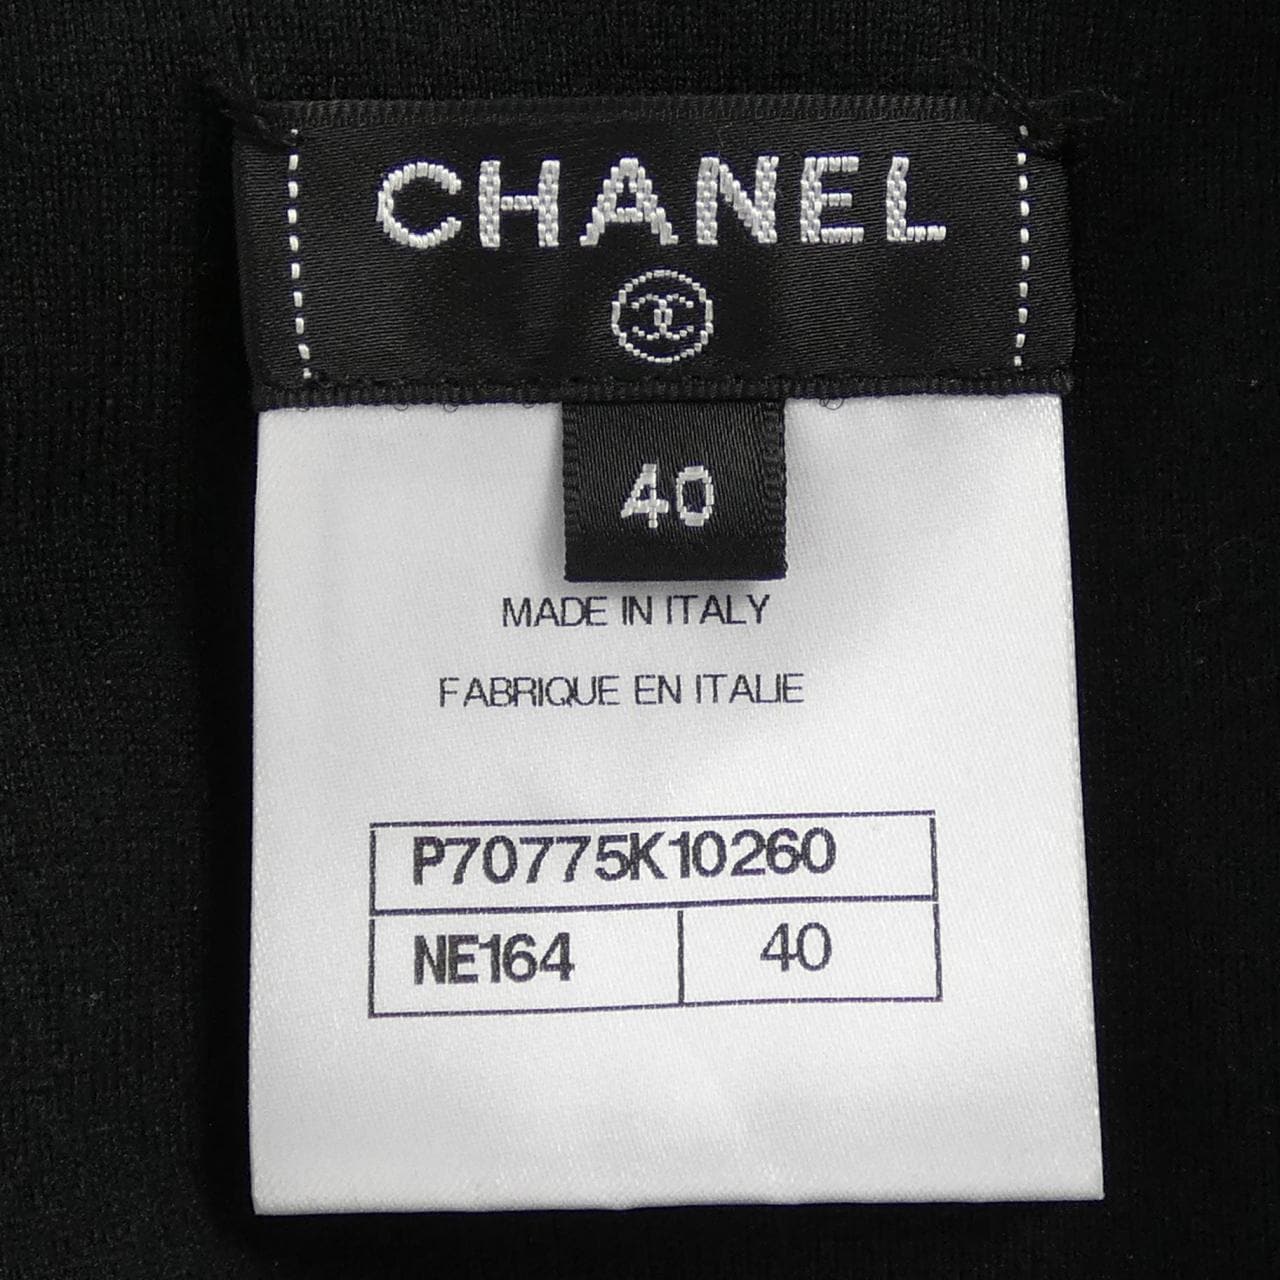 CHANEL
40
MADE IN ITALY
FABRIQUE EN ITALIE
P70775K10260
NE164 40